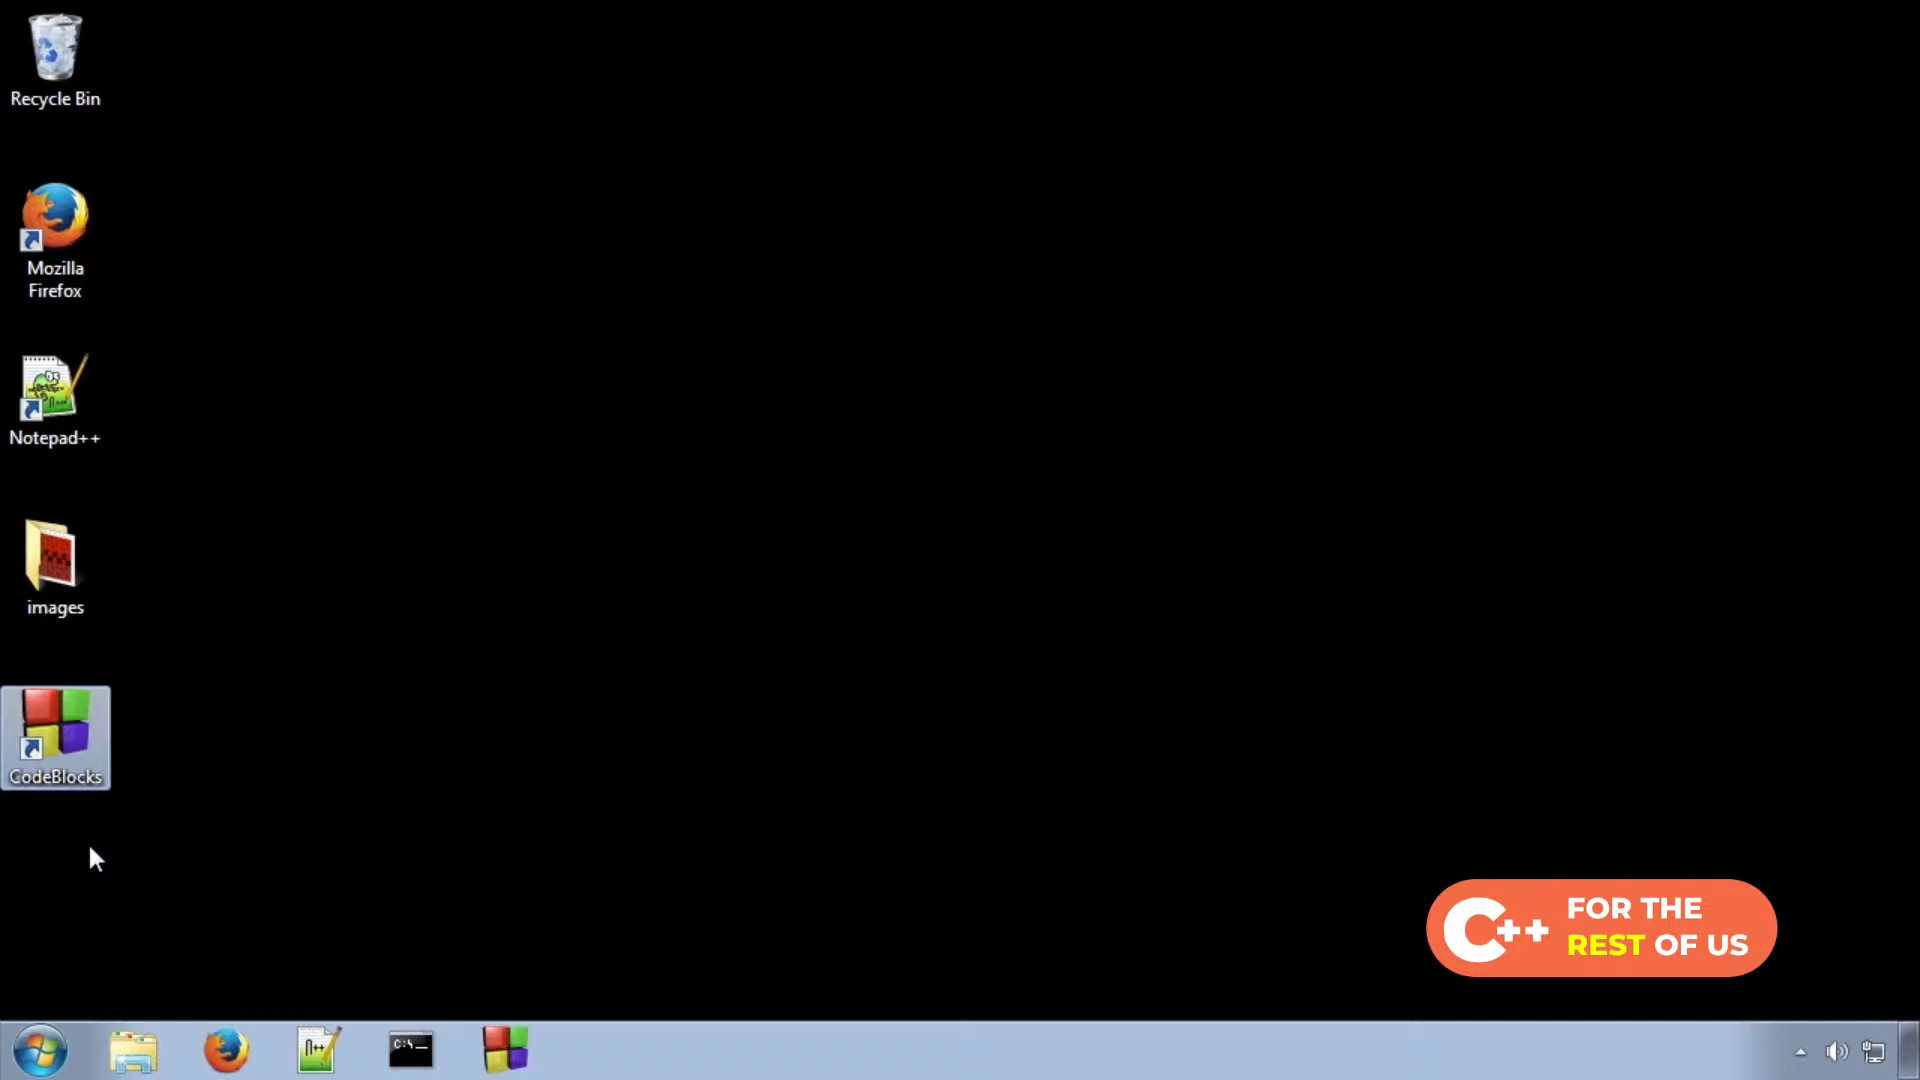 Recycle Bin
Mozilla
Firefox
Notepad++
images
CodeBlocks
C++
FOR THE
REST OF US
n++
C:\_